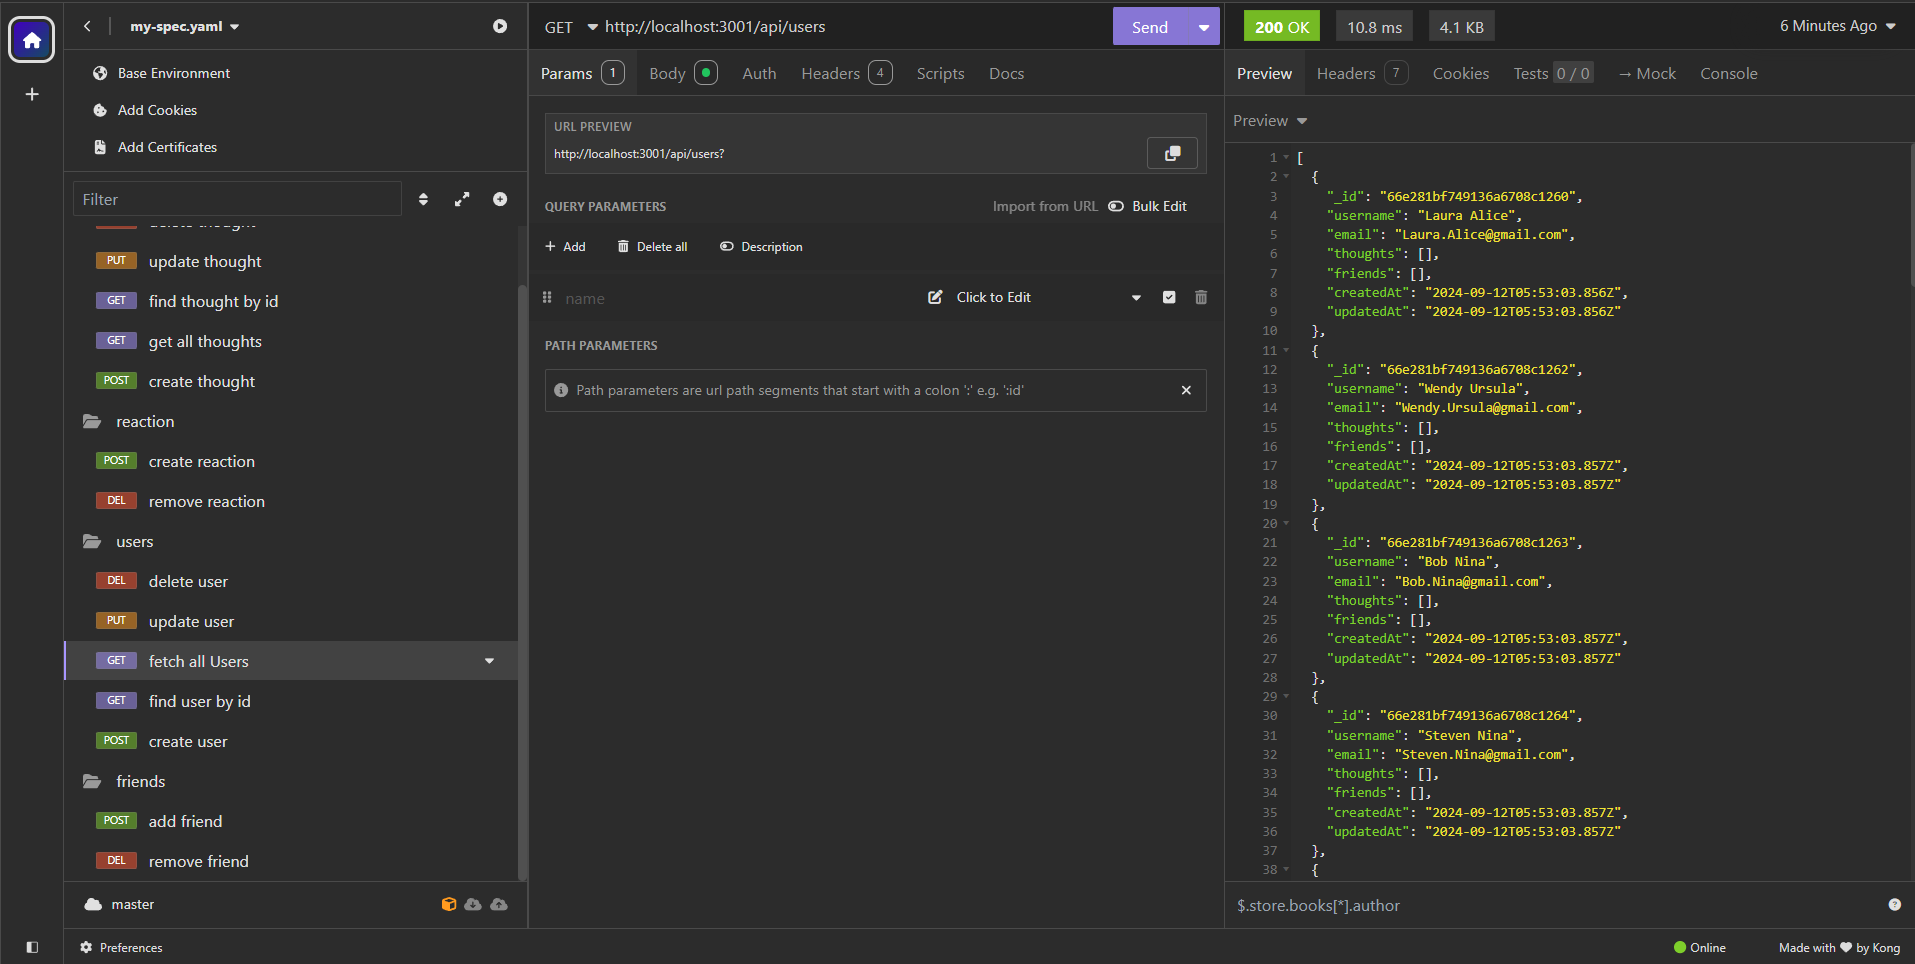 my-spec.yaml
Base Environment
Add Cookies
Add Certificates
Filter
delete thought
PUT update thought
GET find thought by id
GET get all thoughts
POST create thought
reaction
POST create reaction
DEL remove reaction
users
DEL delete user
PUT update user
GET fetch all Users
GET find user by id
POST create user
friends
POST add friend
DEL remove friend
master
Preferences
GET http://localhost:3001/api/users Send
Params 1 Body Auth Headers 4 Scripts Docs
URL PREVIEW
http://localhost:3001/api/users?
QUERY PARAMETERS Import from URL Bulk Edit
+ Add Delete all Description
name Click to Edit
PATH PARAMETERS
Path parameters are url path segments that start with a colon ':' e.g. ':id'
200 OK 10.8 ms 4.1 KB 6 Minutes Ago
Preview Headers 7 Cookies Tests 0 / 0 → Mock Console
Preview
1 [
2 {
3 "_id": "66e281bf749136a6708c1260",
4 "username": "Laura Alice",
5 "email": "Laura.Alice@gmail.com",
6 "thoughts": [],
7 "friends": [],
8 "createdAt": "2024-09-12T05:53:03.856Z",
9 "updatedAt": "2024-09-12T05:53:03.856Z"
10 },
11 {
12 "_id": "66e281bf749136a6708c1262",
13 "username": "Wendy Ursula",
14 "email": "Wendy.Ursula@gmail.com",
15 "thoughts": [],
16 "friends": [],
17 "createdAt": "2024-09-12T05:53:03.857Z",
18 "updatedAt": "2024-09-12T05:53:03.857Z"
19 },
20 {
21 "_id": "66e281bf749136a6708c1263",
22 "username": "Bob Nina",
23 "email": "Bob.Nina@gmail.com",
24 "thoughts": [],
25 "friends": [],
26 "createdAt": "2024-09-12T05:53:03.857Z",
27 "updatedAt": "2024-09-12T05:53:03.857Z"
28 },
29 {
30 "_id": "66e281bf749136a6708c1264",
31 "username": "Steven Nina",
32 "email": "Steven.Nina@gmail.com",
33 "thoughts": [],
34 "friends": [],
35 "createdAt": "2024-09-12T05:53:03.857Z",
36 "updatedAt": "2024-09-12T05:53:03.857Z"
37 },
38 {
$.store.books[*].author
Online Made with ❤ by Kong